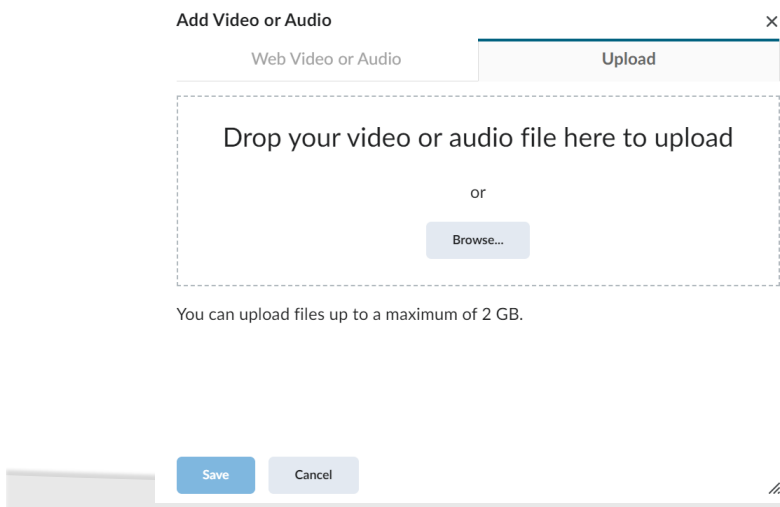 Add Video or Audio
Web Video or Audio
Upload
Drop your video or audio file here to upload
or
Browse...
You can upload files up to a maximum of 2 GB.
Save
Cancel